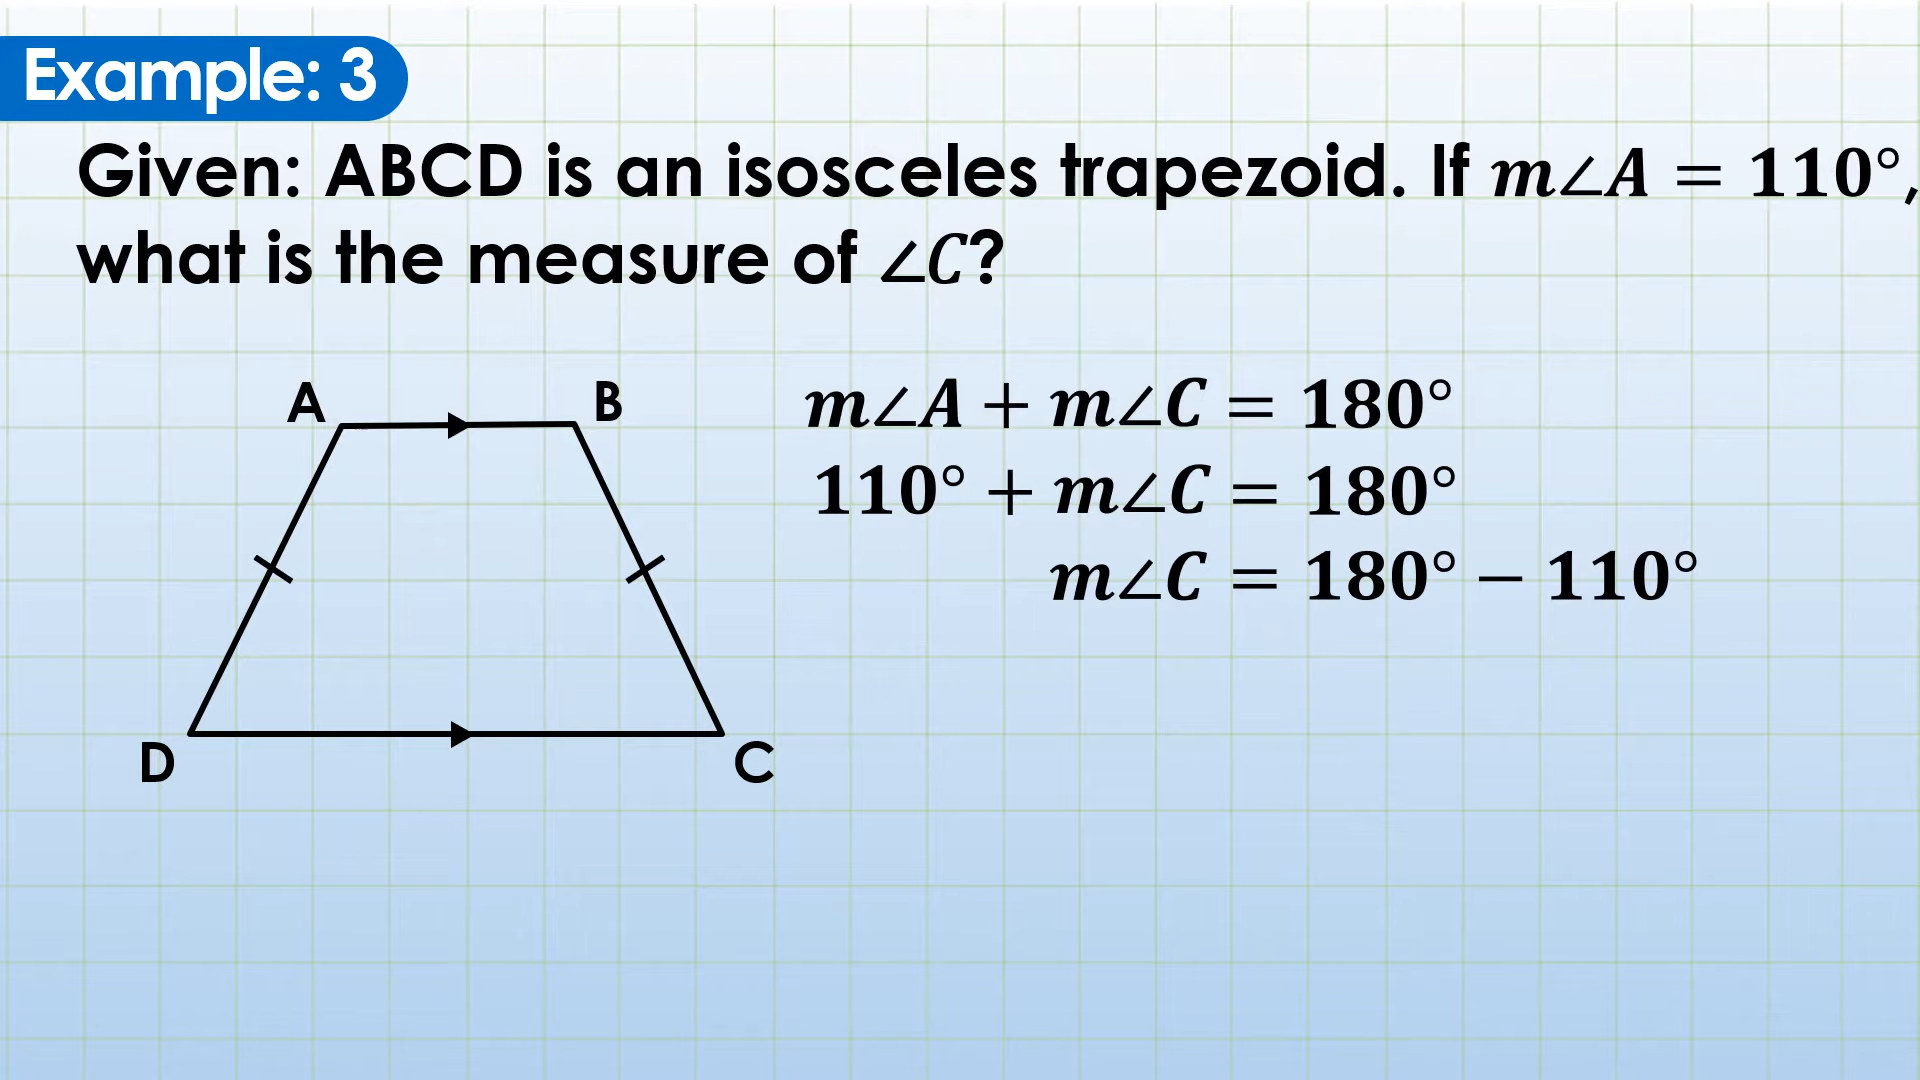 Example: 3
Given: ABCD is an isosceles trapezoid. If m∠A = 110°,
what is the measure of ∠C?
A
B
m∠A + m∠C = 180°
110° + m∠C = 180°
m∠C = 180° − 110°
D
C